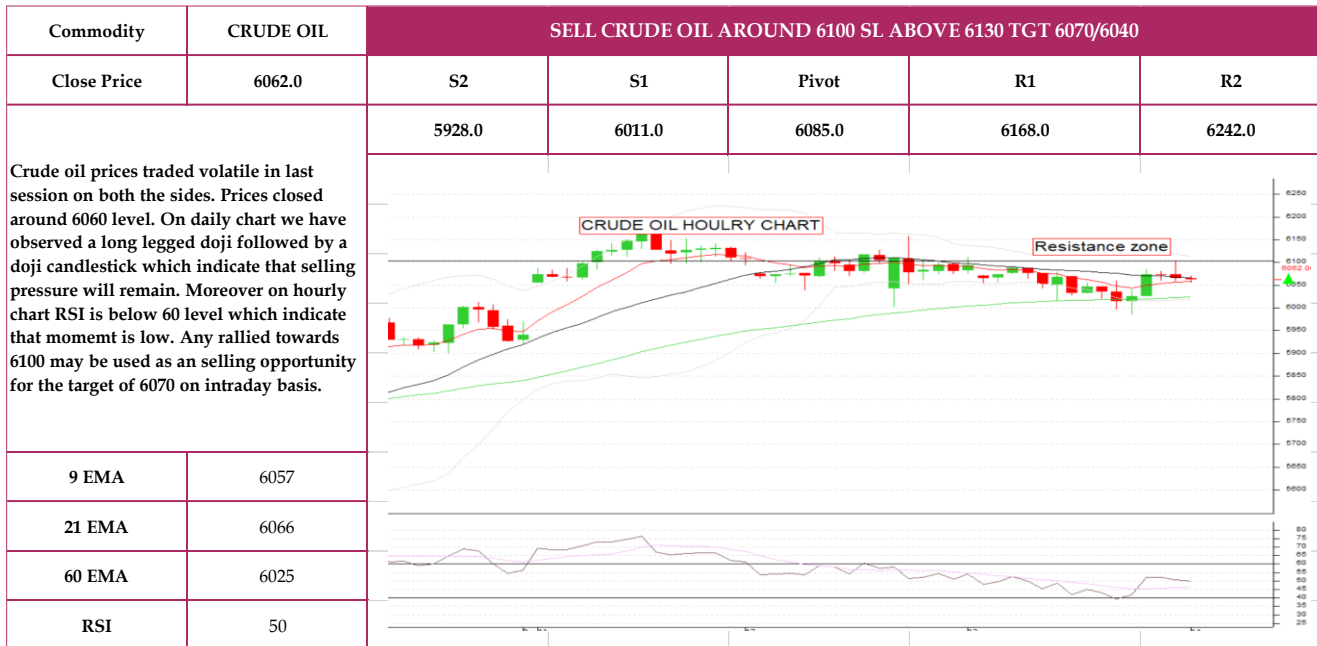 Commodity
CRUDE OIL
SELL CRUDE OIL AROUND 6100 SL ABOVE 6130 TGT 6070/6040
Close Price
6062.0
S2
S1
Pivot
R1
R2
5928.0
6011.0
6085.0
6168.0
6242.0
Crude oil prices traded volatile in last
session on both the sides. Prices closed
around 6060 level. On daily chart we have
observed a long legged doji followed by a
doji candlestick which indicate that selling
pressure will remain. Moreover on hourly
chart RSI is below 60 level which indicate
that momemt is low. Any rallied towards
6100 may be used as an selling opportunity
for the target of 6070 on intraday basis.
CRUDE OIL HOULRY CHART
Resistance zone
6250
6200
6150
6100
6062.00
6050
6000
5950
5900
5850
5800
5750
5700
5650
5600
80
75
70
65
60
55
50
45
40
35
30
25
9 EMA
6057
21 EMA
6066
60 EMA
6025
RSI
50